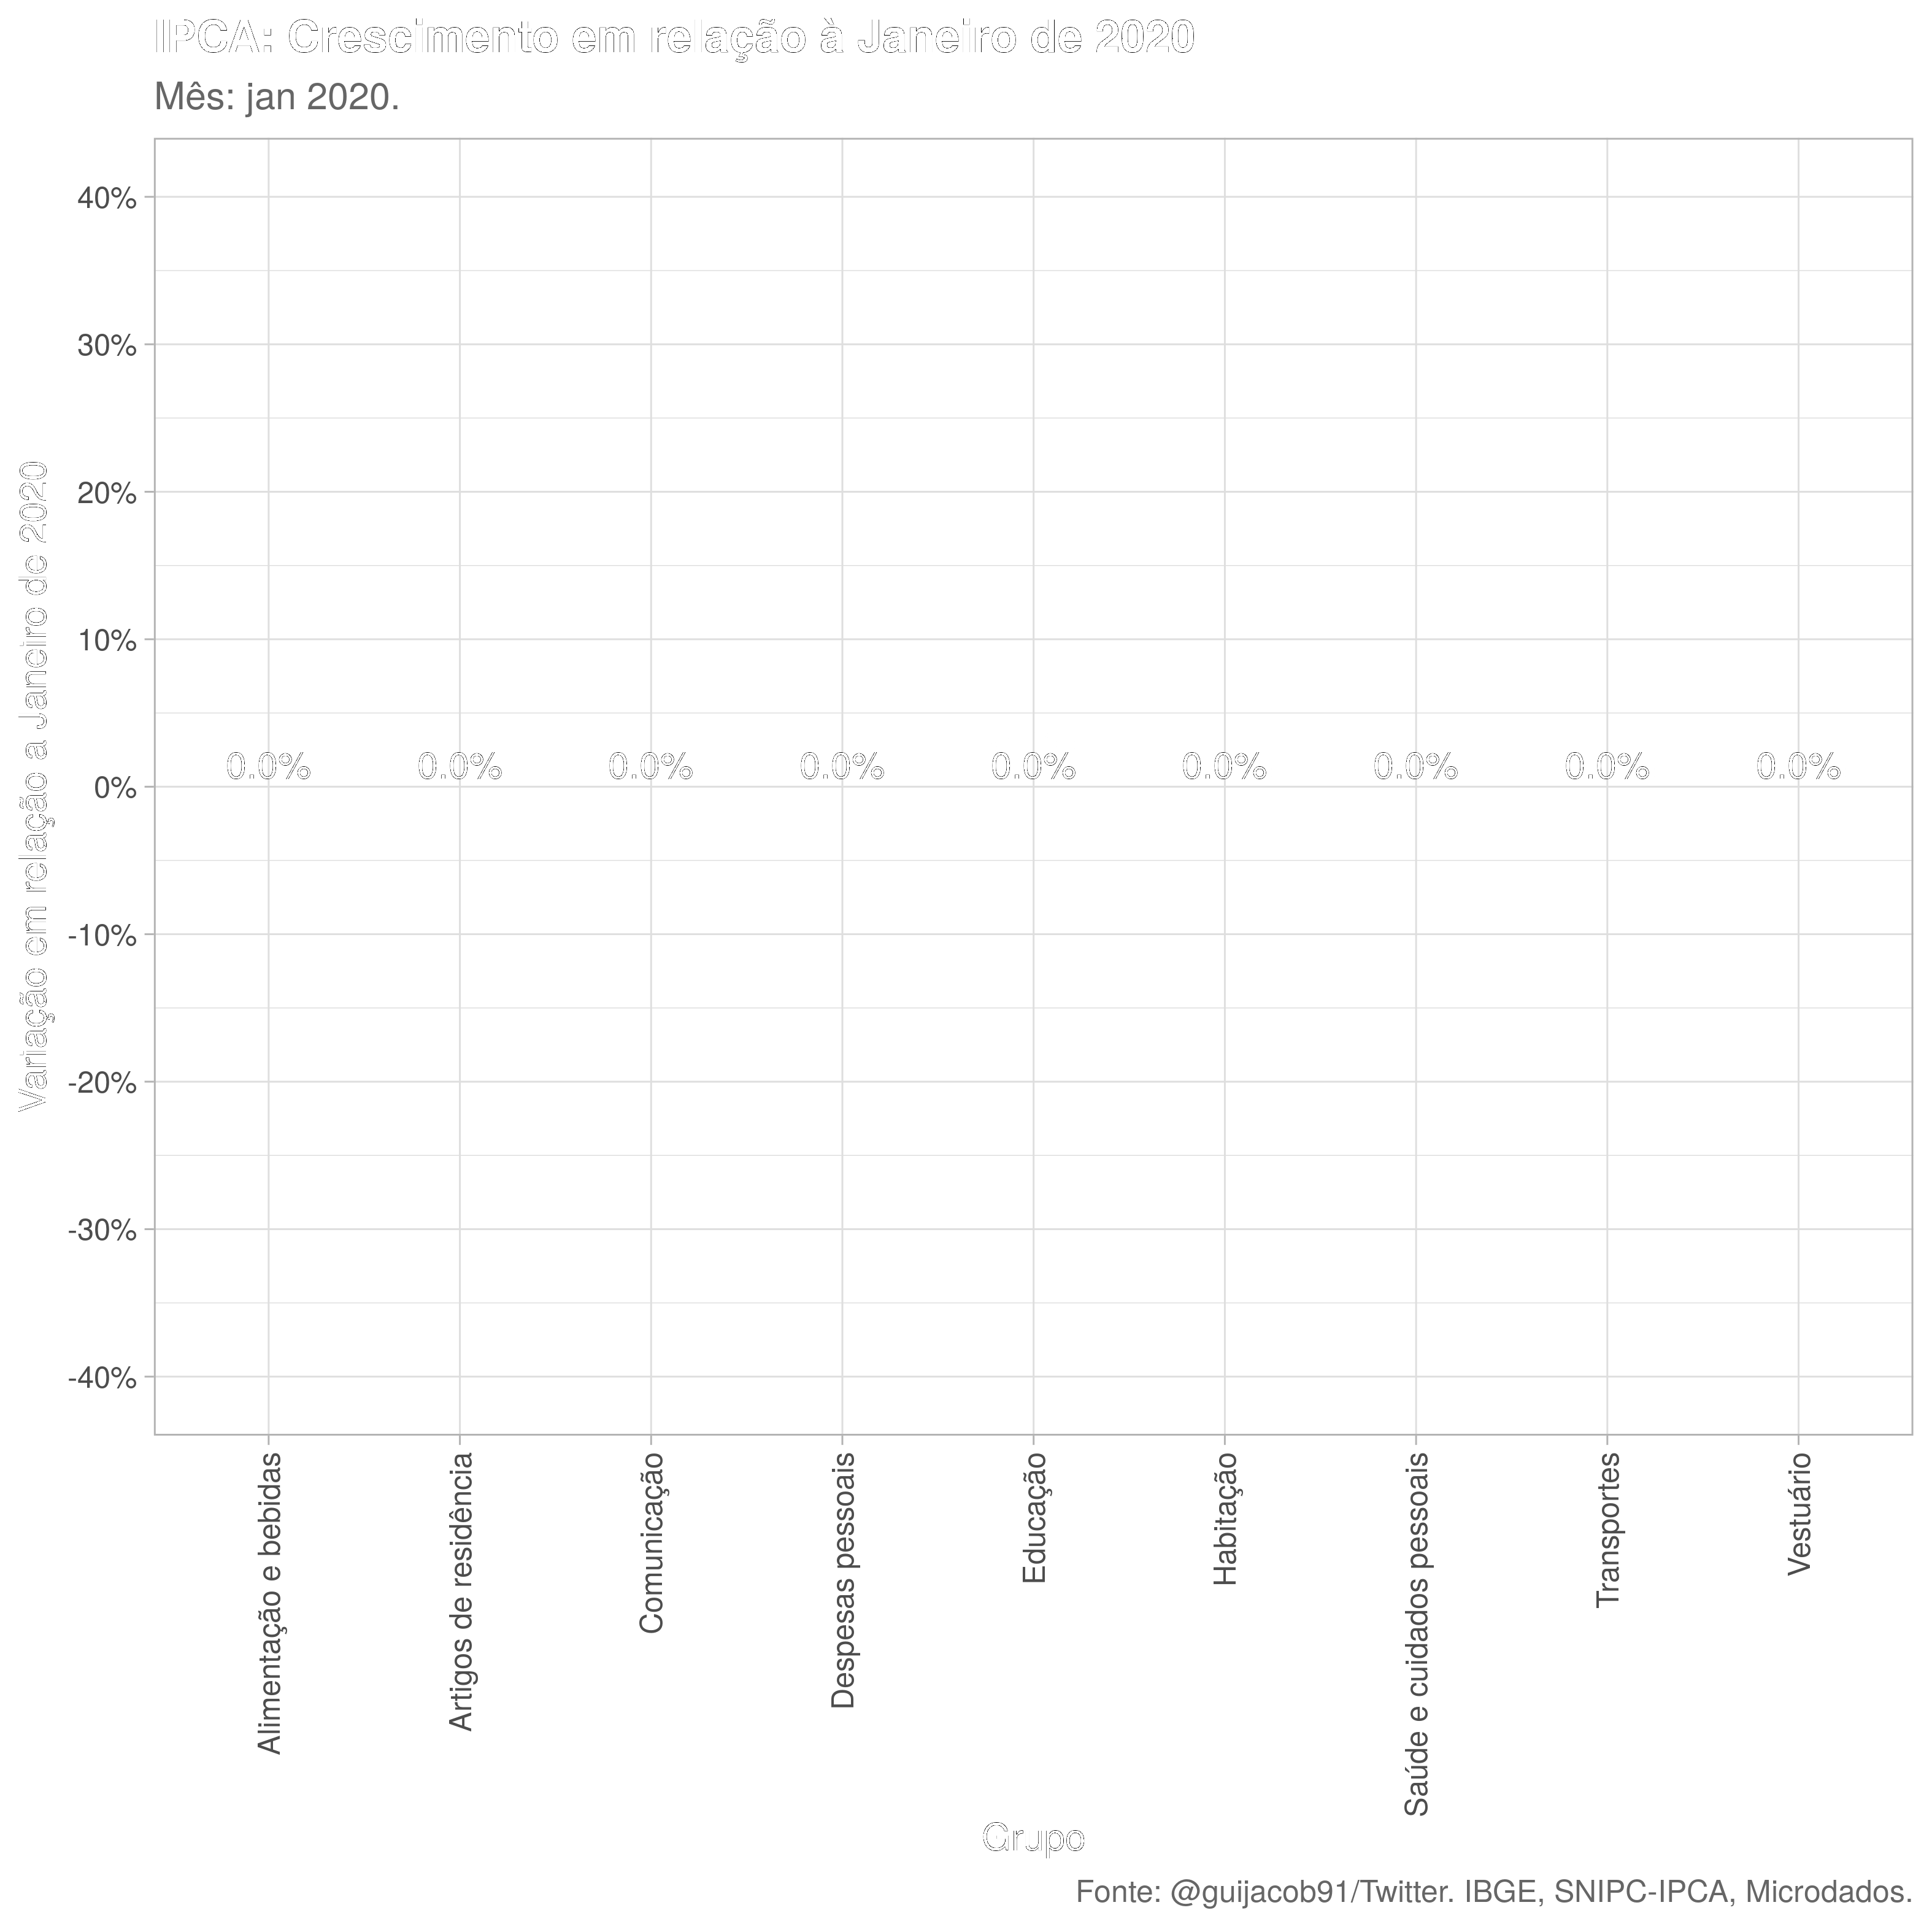 IPCA: Crescimento em relação à Janeiro de 2020
Mês: jan 2020.
Variação em relação a Janeiro de 2020
40%
30%
20%
10%
0%
-10%
-20%
-30%
-40%
0.0% 0.0% 0.0% 0.0% 0.0% 0.0% 0.0% 0.0% 0.0%
Alimentação e bebidas
Artigos de residência
Comunicação
Despesas pessoais
Educação
Habitação
Saúde e cuidados pessoais
Transportes
Vestuário
Grupo
Fonte: @guijacob91/Twitter. IBGE, SNIPC-IPCA, Microdados.